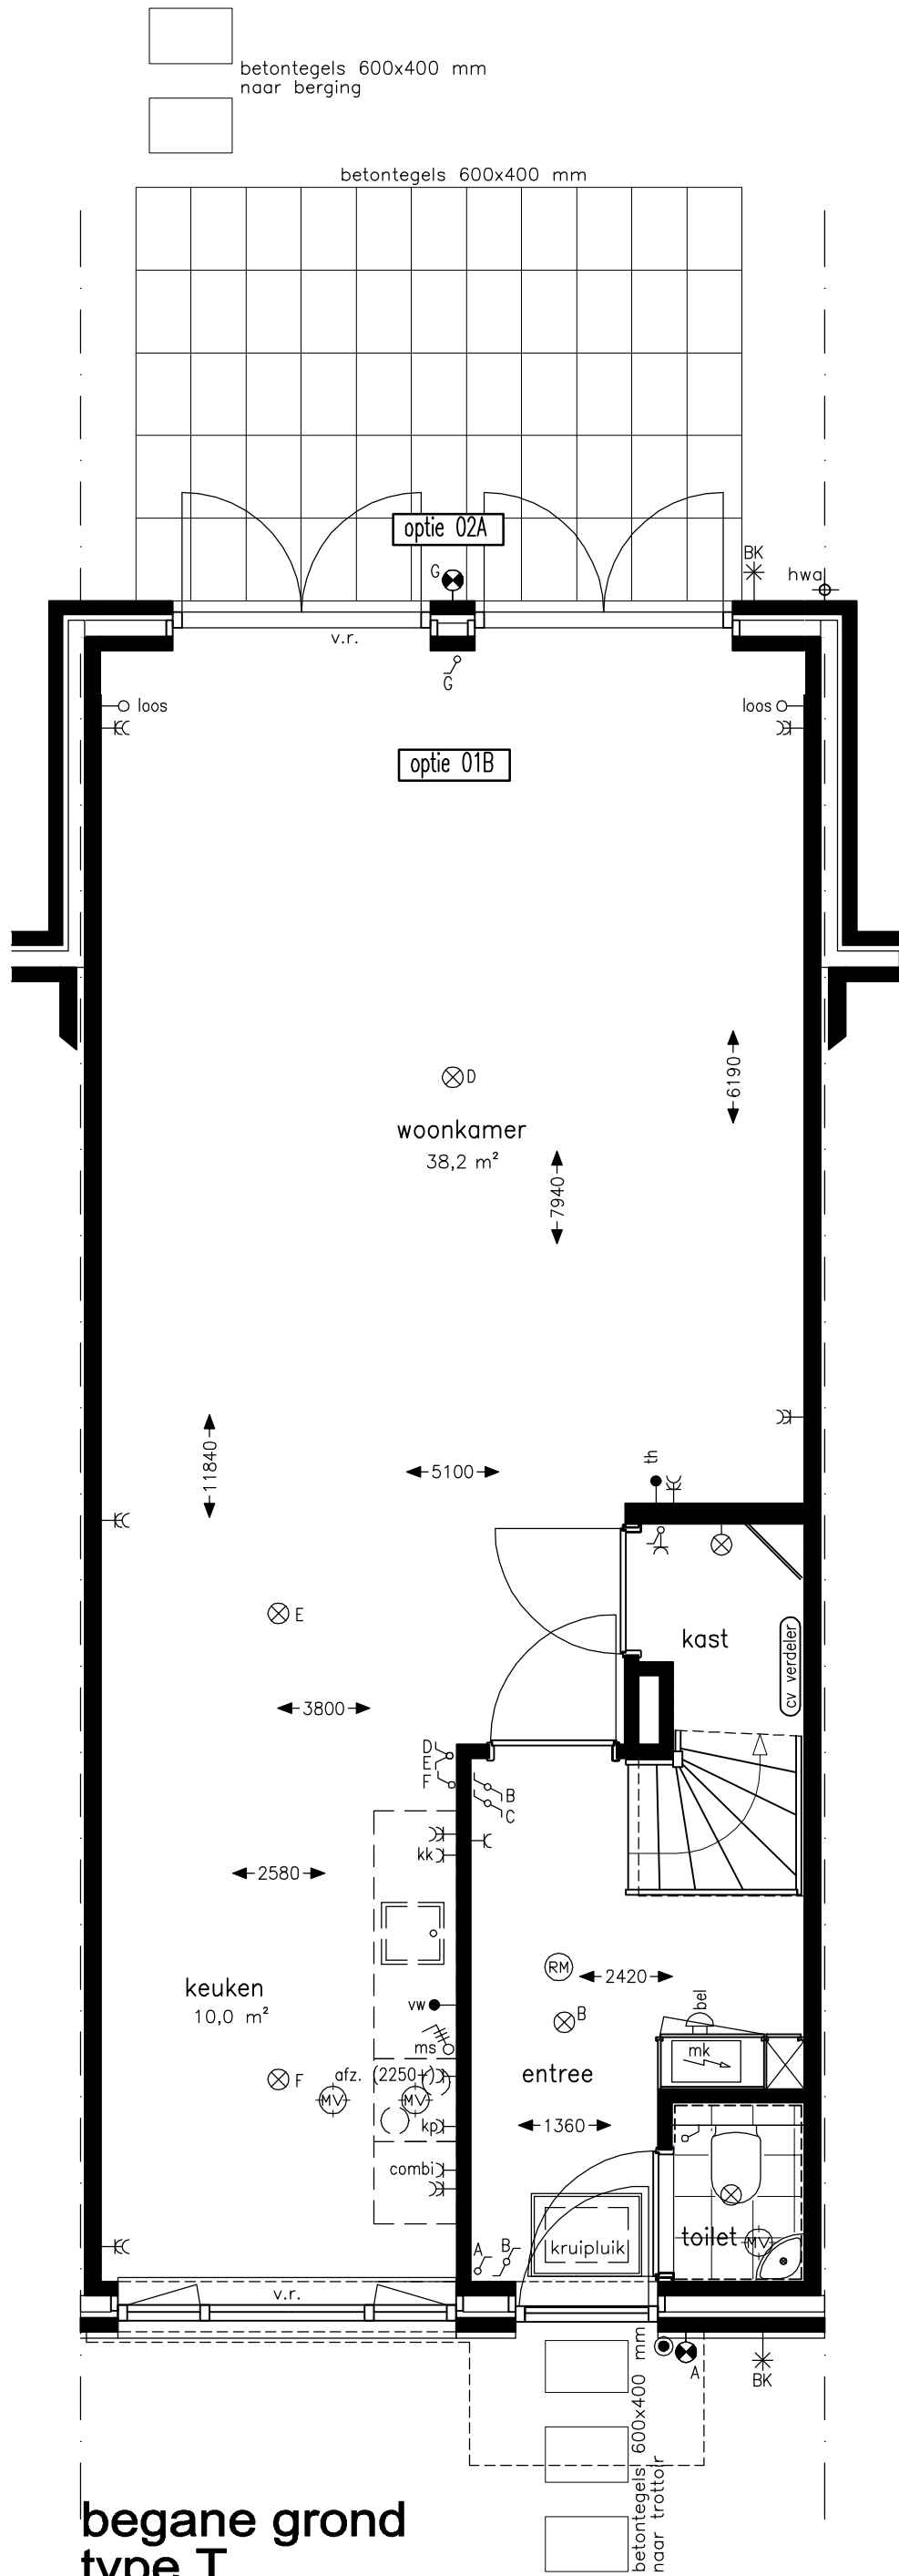 betontegels 600x400 mm
naar berging
betontegels 600x400 mm
optie 02A
BK
G
hwa
v.r.
G
loos
loos
optie 01B
D
6190
woonkamer
38,2 m²
7940
11840
5100
th
E
kast
cv verdeler
3800
D
E
F
B
C
kk
2580
RM
2420
keuken
10,0 m²
vw
B
bel
ms
mk
afz. (2250+)
entree
F
MV
MV
kp
1360
combi
toilet
MV
A
B
kruipluik
v.r.
A
BK
betontegels 600x400 mm
naar trottoir
begane grond
type T